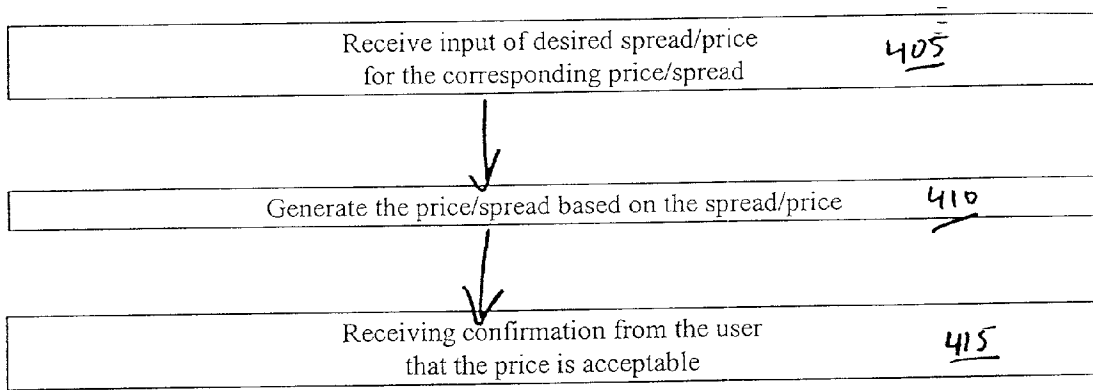 Receive input of desired spread/price 405
for the corresponding price/spread
Generate the price/spread based on the spread/price 410
Receiving confirmation from the user 415
that the price is acceptable